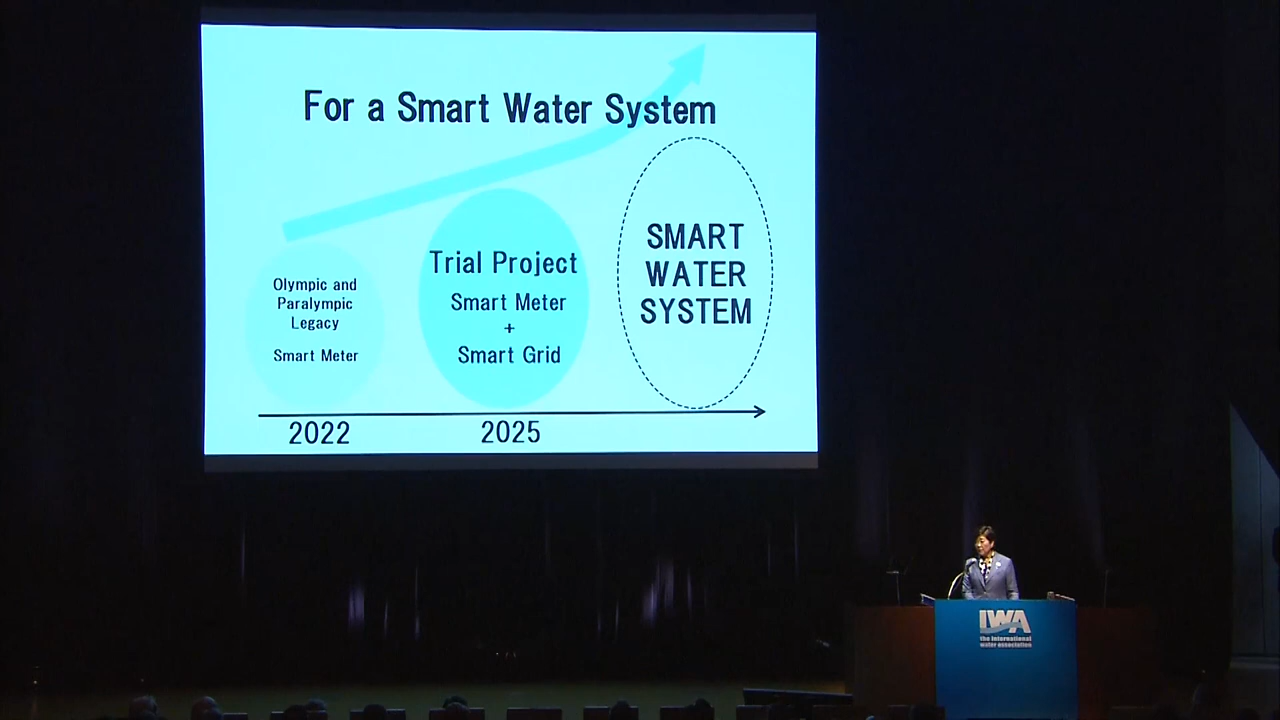 For a Smart Water System
Olympic and
Paralympic
Legacy
Smart Meter
Trial Project
Smart Meter
+
Smart Grid
SMART
WATER
SYSTEM
2022
2025
IWA
the international
water association